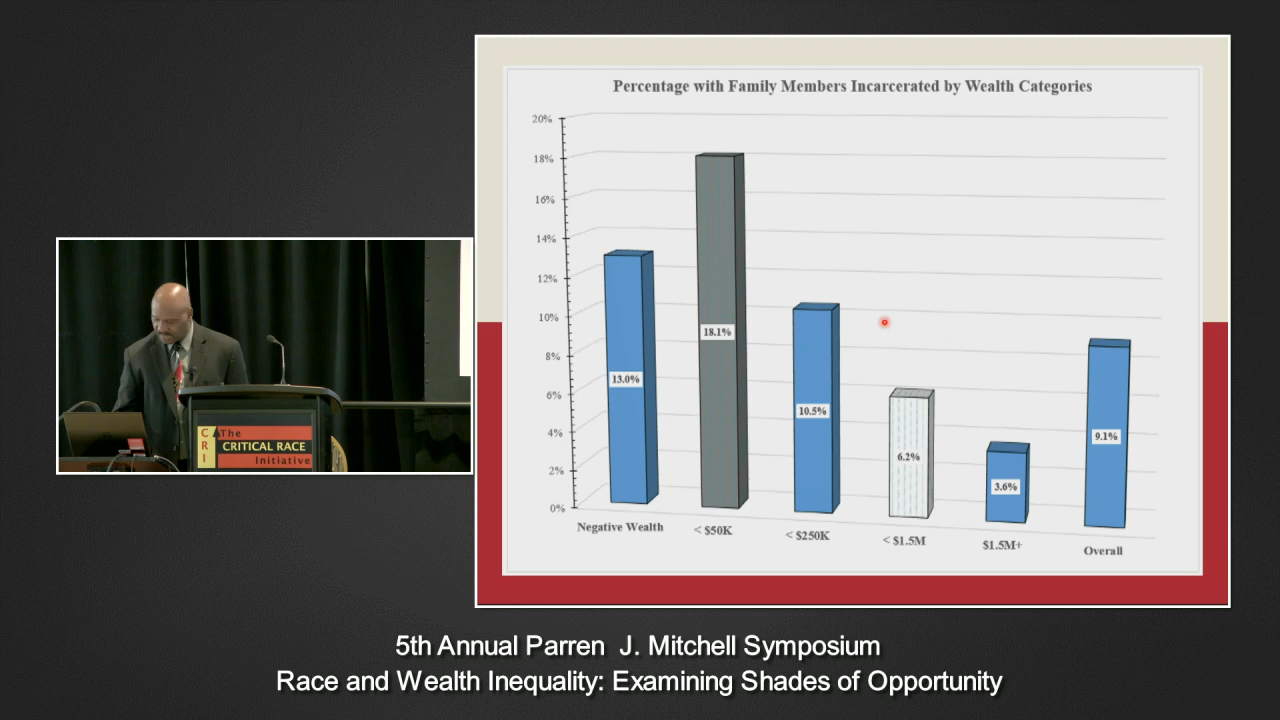 Percentage with Family Members Incarcerated by Wealth Categories
20%
18%
16%
14%
12%
10%
8%
6%
4%
2%
0%
13.0%
18.1%
10.5%
6.2%
3.6%
9.1%
Negative Wealth
< $50K
< $250K
< $1.5M
$1.5M+
Overall
CRI
The
CRITICAL RACE
Initiative
5th Annual Parren J. Mitchell Symposium
Race and Wealth Inequality: Examining Shades of Opportunity